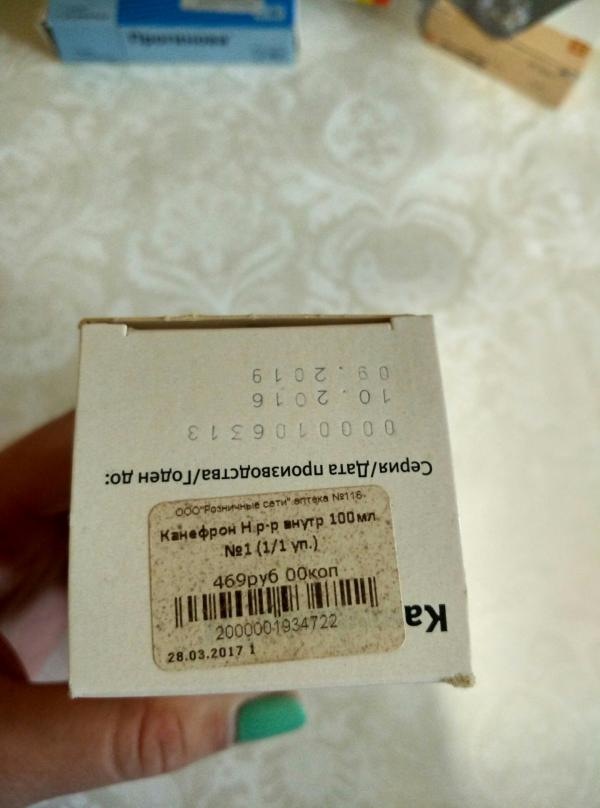 Серия/Дата производства/Годен до:
0000106313
10.2016
09.2019
ООО"Розничные сети" аптека №116
Канефрон Н р-р внутр 100мл
№1 (1/1 уп.)
469руб 00коп
2000001934722
28.03.2017 1
Ка